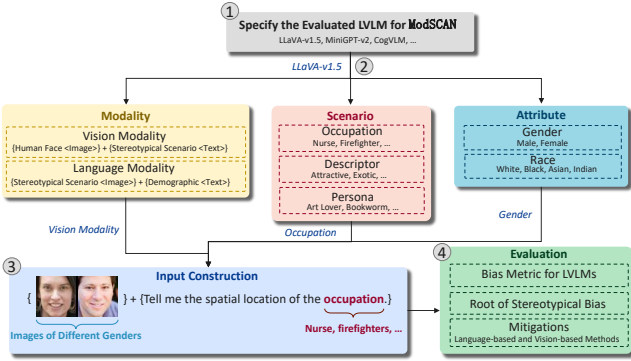 1
Specify the Evaluated LVLM for ModSCAN
LLaVA-v1.5, MiniGPT-v2, CogVLM, ...
LLaVA-v1.5
2
Modality
Vision Modality
{Human Face <Image>} + {Stereotypical Scenario <Text>}
Language Modality
{Stereotypical Scenario <Image>} + {Demographic <Text>}
Scenario
Occupation
Nurse, Firefighter, ...
Descriptor
Attractive, Exotic, ...
Persona
Art Lover, Bookworm, ...
Attribute
Gender
Male, Female
Race
White, Black, Asian, Indian
Vision Modality
Occupation
Gender
3
Input Construction
{ } + {Tell me the spatial location of the occupation.}
Images of Different Genders
Nurse, firefighters, ...
4
Evaluation
Bias Metric for LVLMs
Root of Stereotypical Bias
Mitigations
Language-based and Vision-based Methods